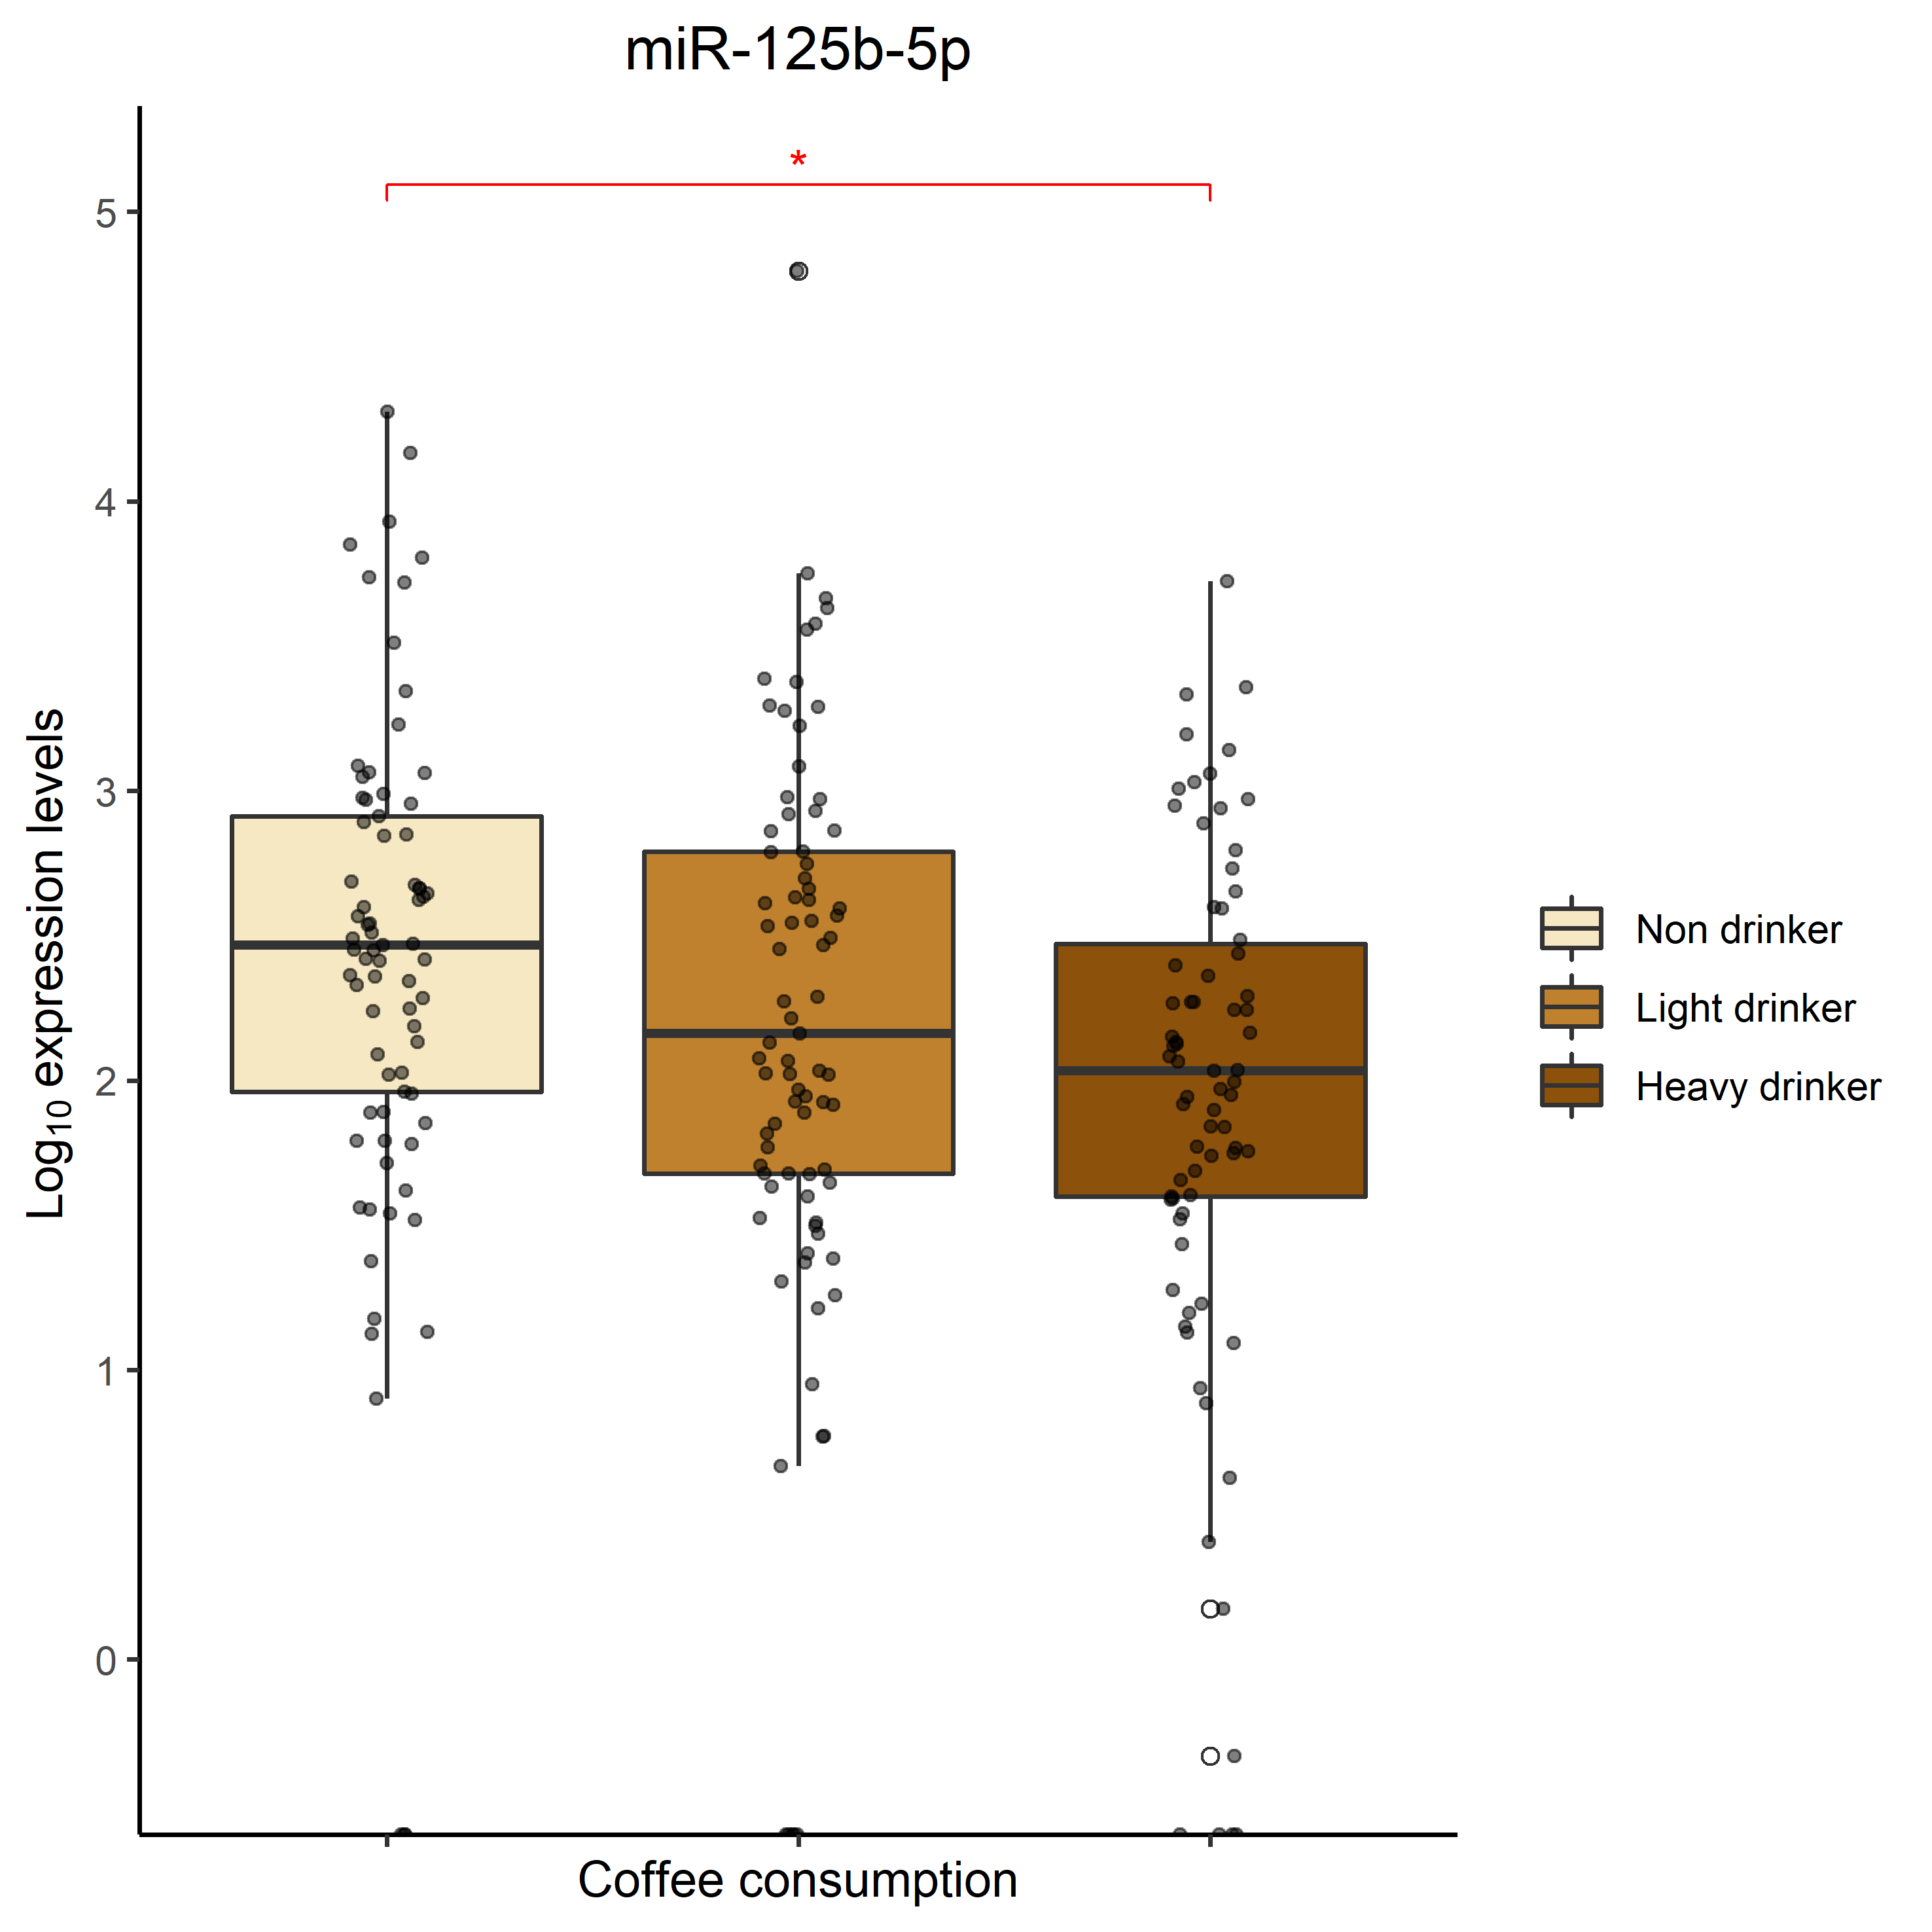 miR-125b-5p
*
5
4
3
2
1
0
Log₁₀ expression levels
Coffee consumption
Non drinker
Light drinker
Heavy drinker